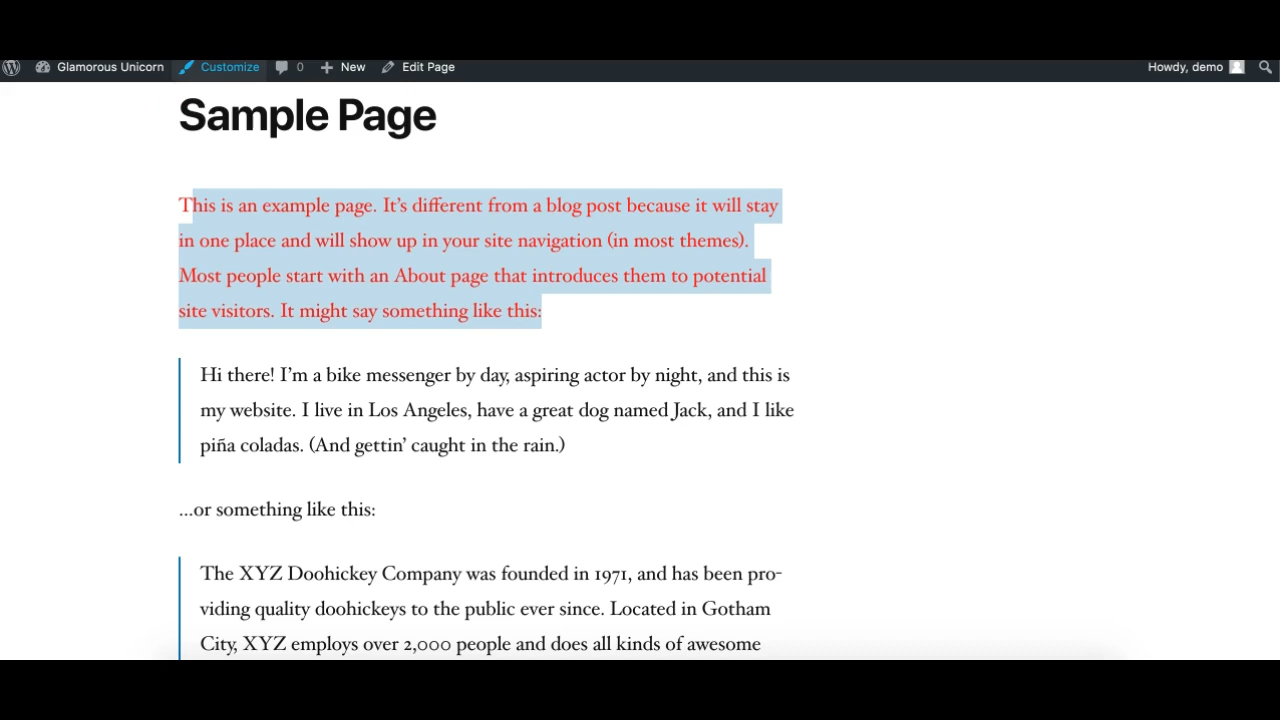 Glamorous Unicorn Customize 0 New Edit Page Howdy, demo
Sample Page
This is an example page. It’s different from a blog post because it will stay
in one place and will show up in your site navigation (in most themes).
Most people start with an About page that introduces them to potential
site visitors. It might say something like this:
Hi there! I’m a bike messenger by day, aspiring actor by night, and this is
my website. I live in Los Angeles, have a great dog named Jack, and I like
piña coladas. (And gettin’ caught in the rain.)
...or something like this:
The XYZ Doohickey Company was founded in 1971, and has been pro-
viding quality doohickeys to the public ever since. Located in Gotham
City, XYZ employs over 2,000 people and does all kinds of awesome